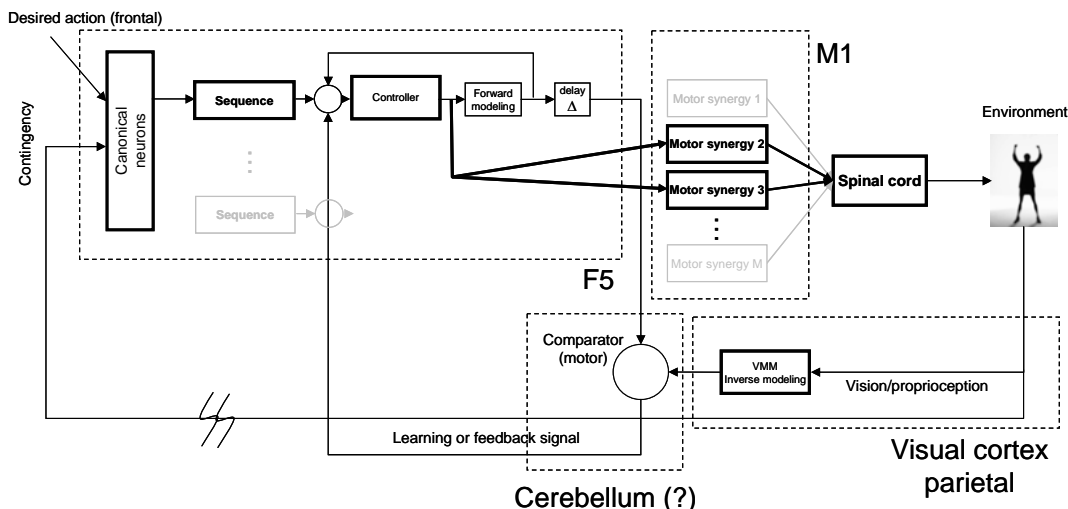 Desired action (frontal)
Contingency
Canonical
neurons
Sequence
Sequence
Controller
Forward
modeling
delay
Δ
F5
M1
Motor synergy 1
Motor synergy 2
Motor synergy 3
Motor synergy M
Spinal cord
Environment
Comparator
(motor)
VMM
Inverse modeling
Vision/proprioception
Learning or feedback signal
Visual cortex
parietal
Cerebellum (?)